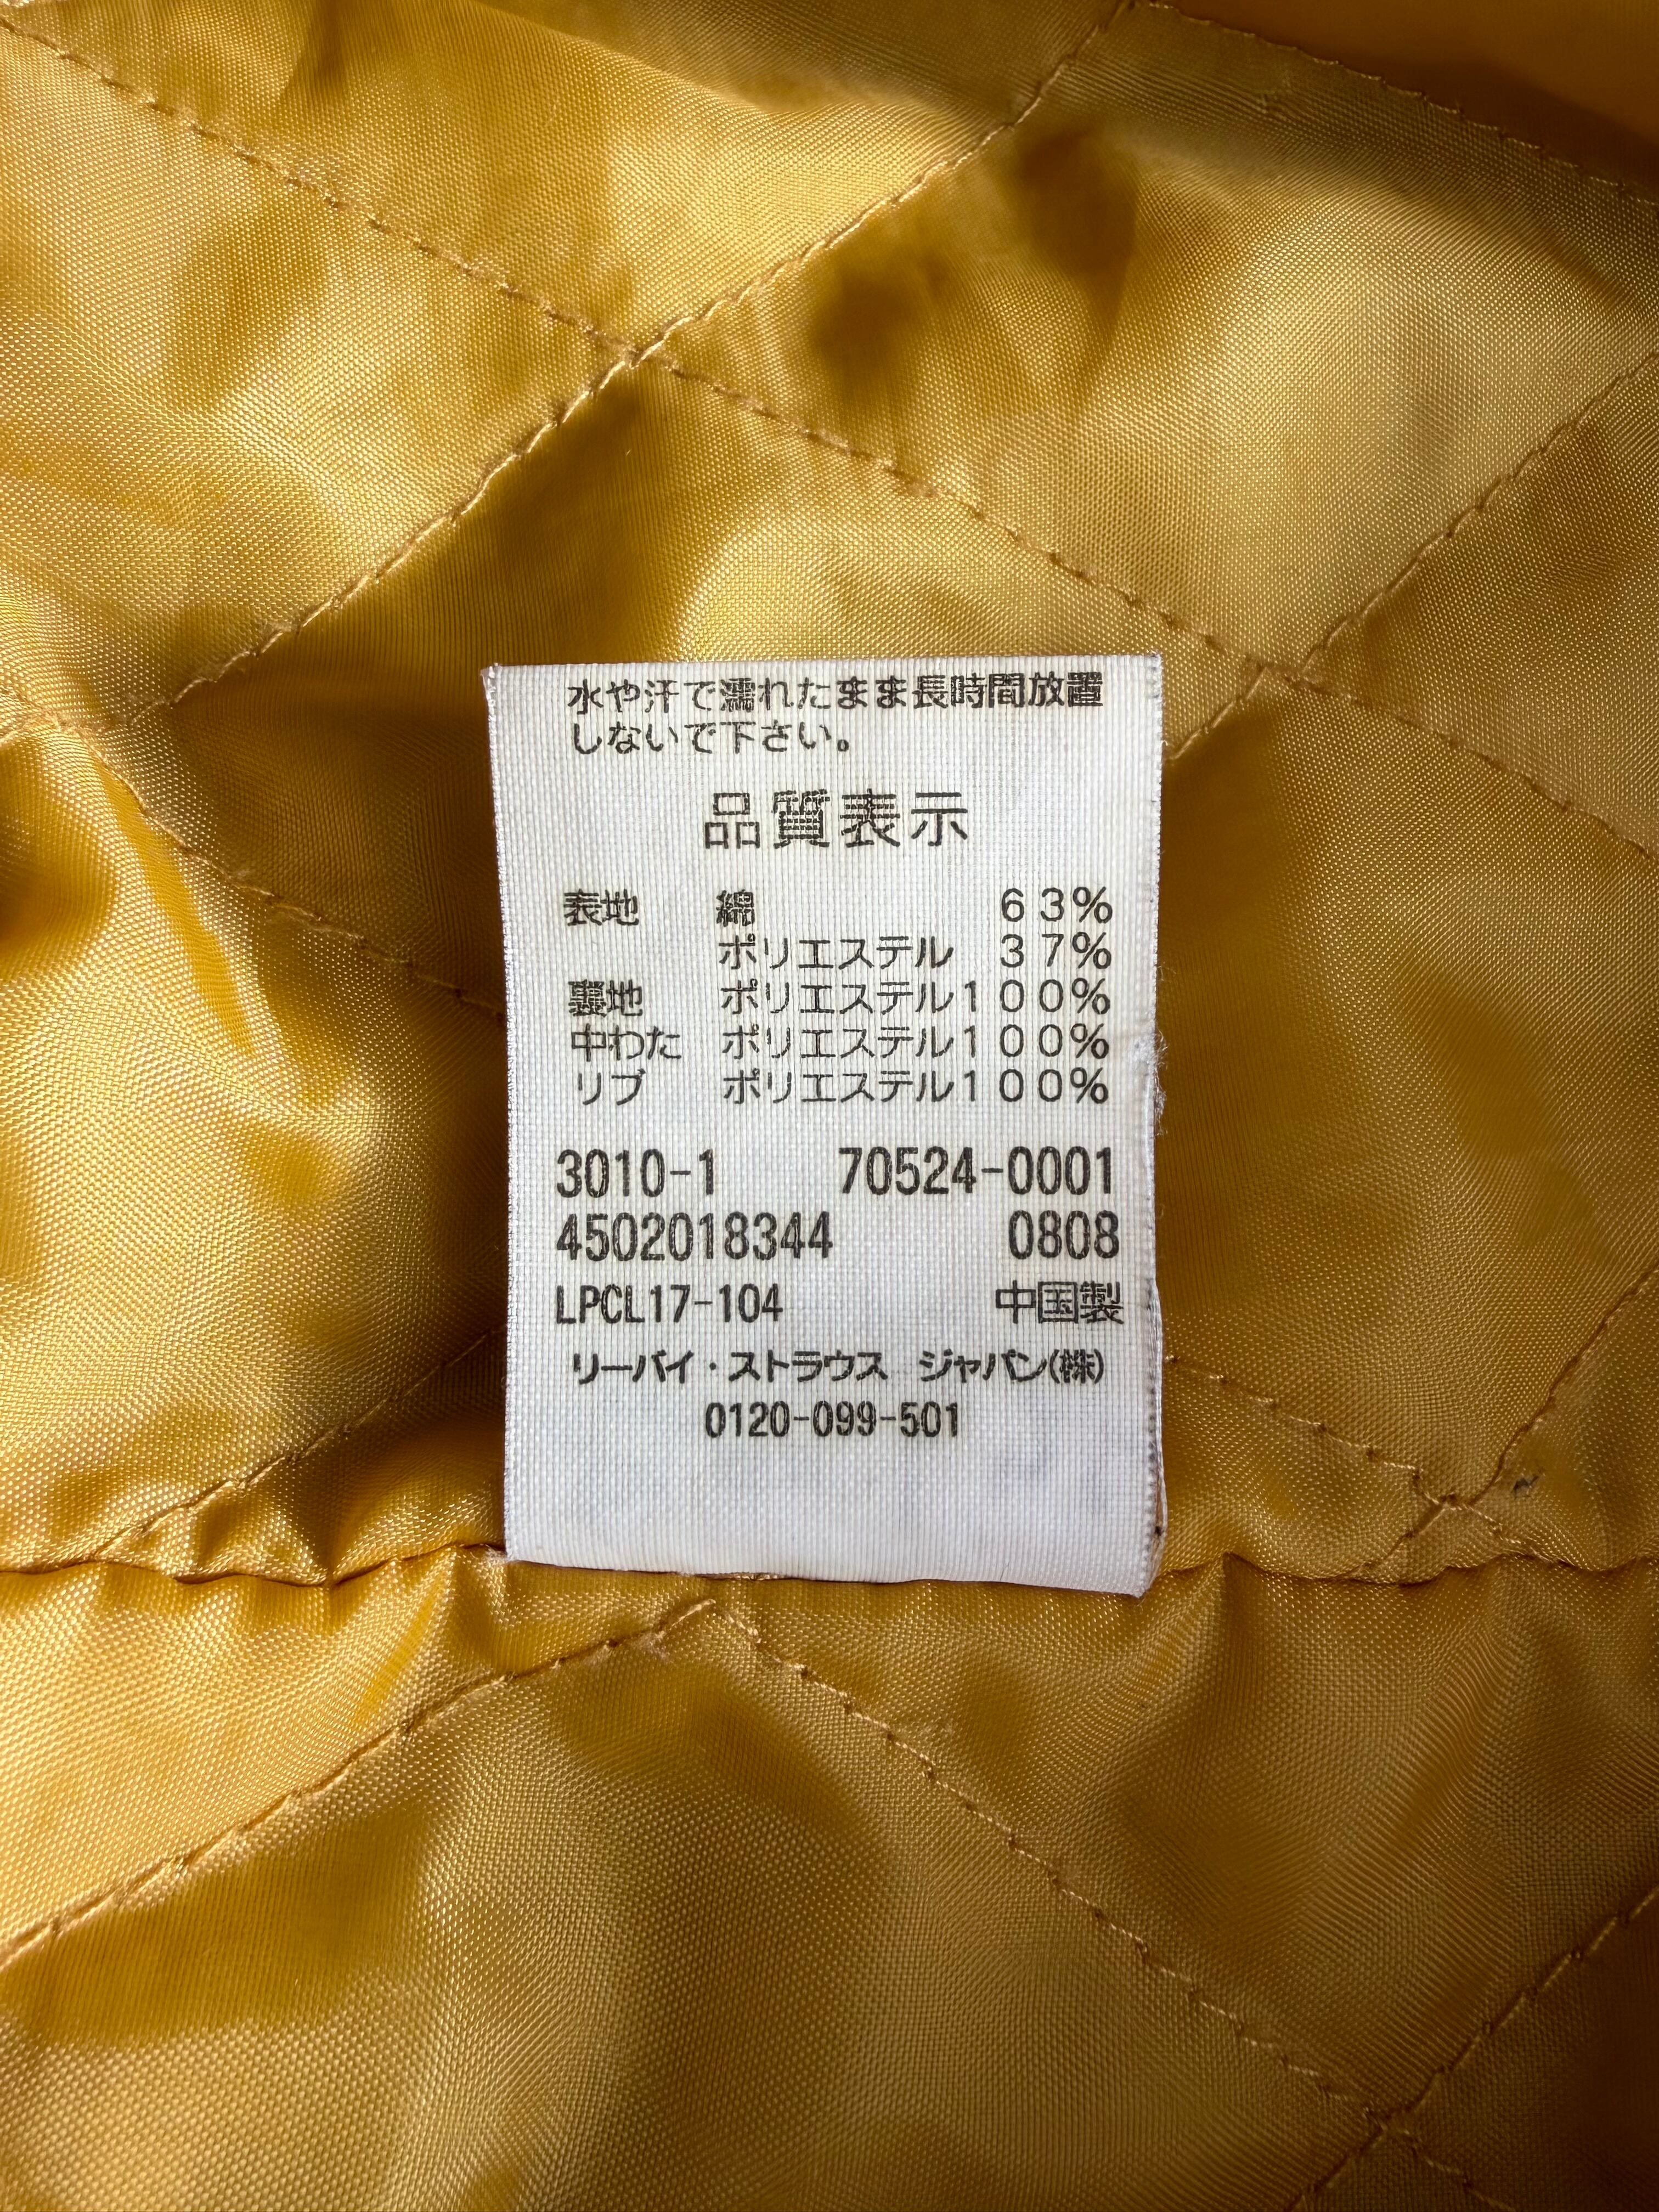 水や汗で濡れたまま長時間放置
しないで下さい。
品質表示
表地 綿 63%
ポリエステル 37%
裏地 ポリエステル100%
中わた ポリエステル100%
リブ ポリエステル100%
3010-1 70524-0001
4502018344 0808
LPCL17-104 中国製
リーバイ・ストラウス ジャパン(株)
0120-099-501